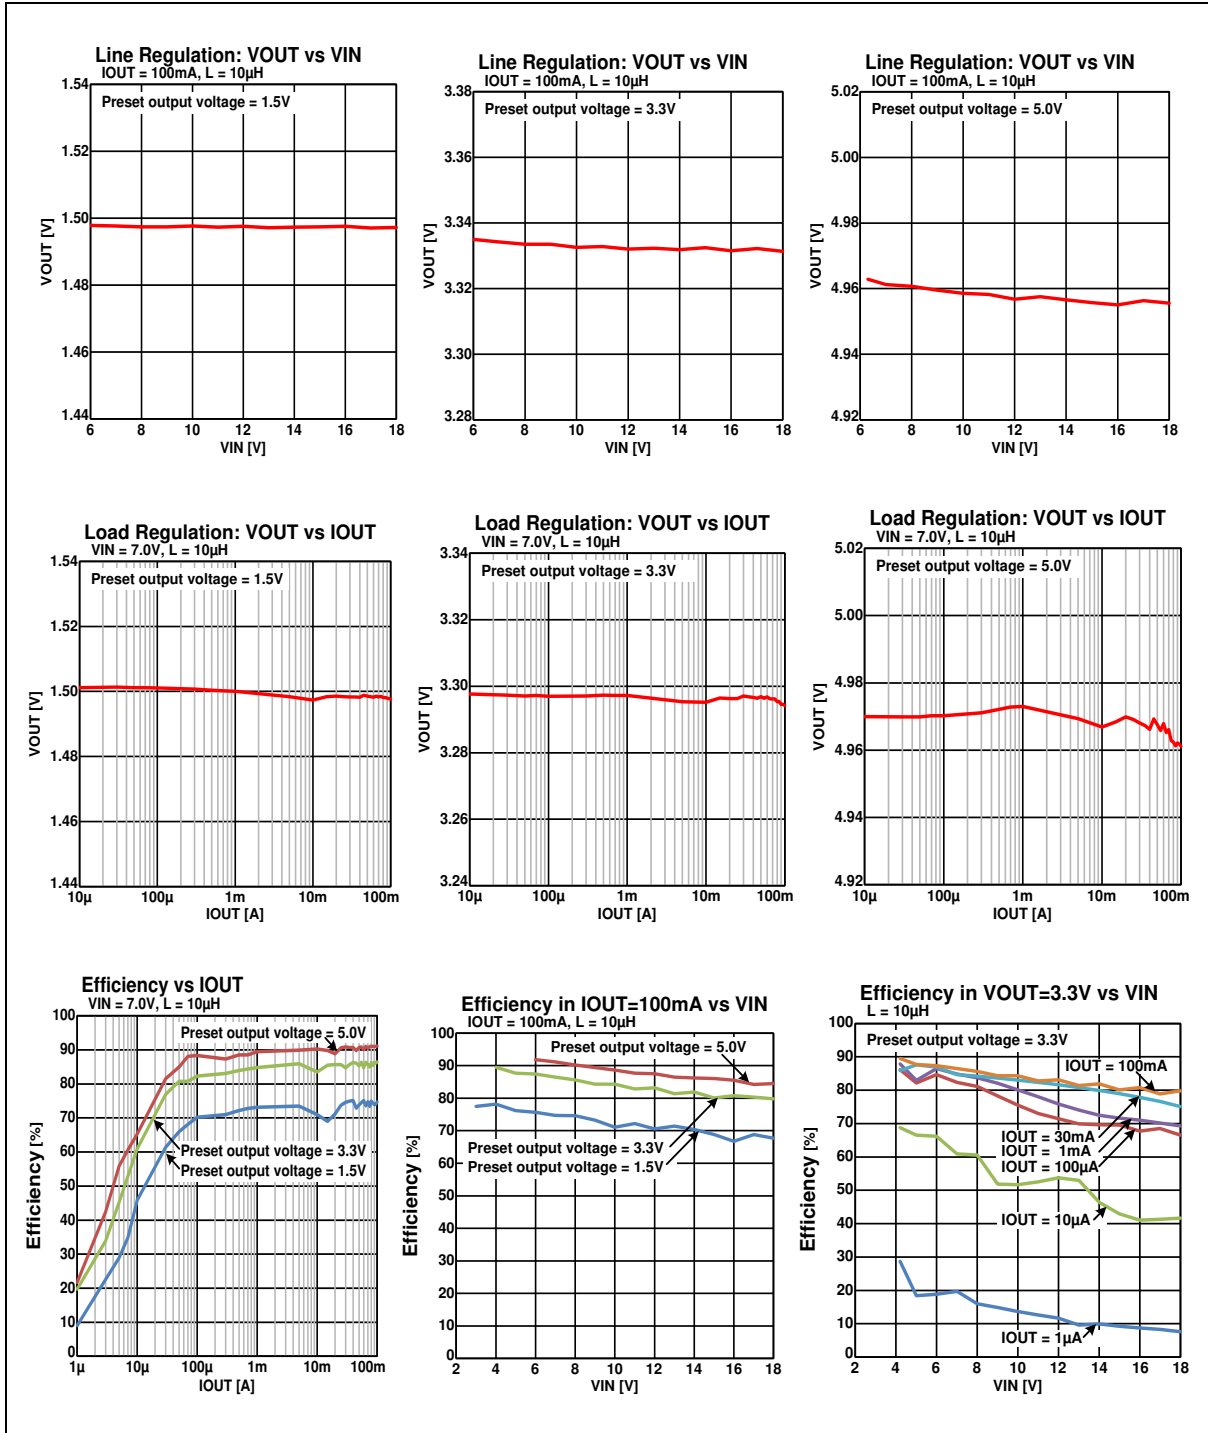 Line Regulation: VOUT vs VIN
IOUT = 100mA, L = 10µH
Preset output voltage = 1.5V
1.54
1.52
1.50
1.48
1.46
1.44
VOUT [V]
6 8 10 12 14 16 18
VIN [V]
Line Regulation: VOUT vs VIN
IOUT = 100mA, L = 10µH
Preset output voltage = 3.3V
3.38
3.36
3.34
3.32
3.30
3.28
VOUT [V]
6 8 10 12 14 16 18
VIN [V]
Line Regulation: VOUT vs VIN
IOUT = 100mA, L = 10µH
Preset output voltage = 5.0V
5.02
5.00
4.98
4.96
4.94
4.92
VOUT [V]
6 8 10 12 14 16 18
VIN [V]
Load Regulation: VOUT vs IOUT
VIN = 7.0V, L = 10µH
Preset output voltage = 1.5V
1.54
1.52
1.50
1.48
1.46
1.44
VOUT [V]
10µ 100µ 1m 10m 100m
IOUT [A]
Load Regulation: VOUT vs IOUT
VIN = 7.0V, L = 10µH
Preset output voltage = 3.3V
3.34
3.32
3.30
3.28
3.26
3.24
VOUT [V]
10µ 100µ 1m 10m 100m
IOUT [A]
Load Regulation: VOUT vs IOUT
VIN = 7.0V, L = 10µH
Preset output voltage = 5.0V
5.02
5.00
4.98
4.96
4.94
4.92
VOUT [V]
10µ 100µ 1m 10m 100m
IOUT [A]
Efficiency vs IOUT
VIN = 7.0V, L = 10µH
Preset output voltage = 5.0V
Preset output voltage = 3.3V
Preset output voltage = 1.5V
100
90
80
70
60
50
40
30
20
10
0
Efficiency [%]
1µ 10µ 100µ 1m 10m 100m
IOUT [A]
Efficiency in IOUT=100mA vs VIN
IOUT = 100mA, L = 10µH
Preset output voltage = 5.0V
Preset output voltage = 3.3V
Preset output voltage = 1.5V
100
90
80
70
60
50
40
30
20
10
0
Efficiency [%]
2 4 6 8 10 12 14 16 18
VIN [V]
Efficiency in VOUT=3.3V vs VIN
L = 10µH
Preset output voltage = 3.3V
IOUT = 100mA
IOUT = 30mA
IOUT = 1mA
IOUT = 100µA
IOUT = 10µA
IOUT = 1µA
100
90
80
70
60
50
40
30
20
10
0
Efficiency [%]
2 4 6 8 10 12 14 16 18
VIN [V]